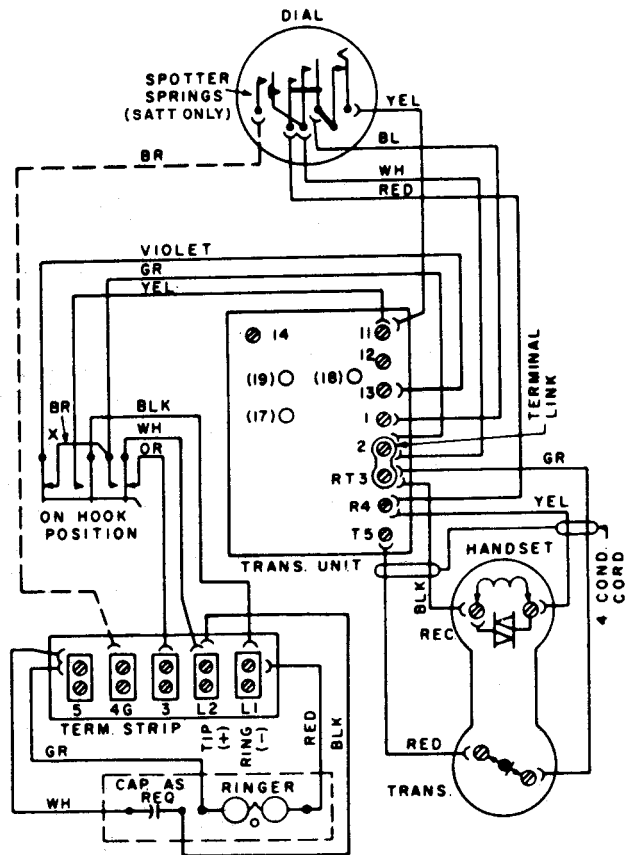 DIAL
SPOTTER
SPRINGS
(SATT ONLY)
YEL
BL
BR
WH
RED
VIOLET
GR
YEL
14
11
12
(19)
(18)
13
TERMINAL
LINK
BLK
(17)
1
BR
WH
X
OR
2
GR
RT3
ON HOOK
POSITION
R4
YEL
T5
TRANS. UNIT
HANDSET
4 COND.
CORD
BLK
REC.
5
4G
3
L2
L1
TERM. STRIP
TIP
(+)
RING
(-)
RED
BLK
GR
RED
CAP. AS
REQ
RINGER
WH
TRANS.